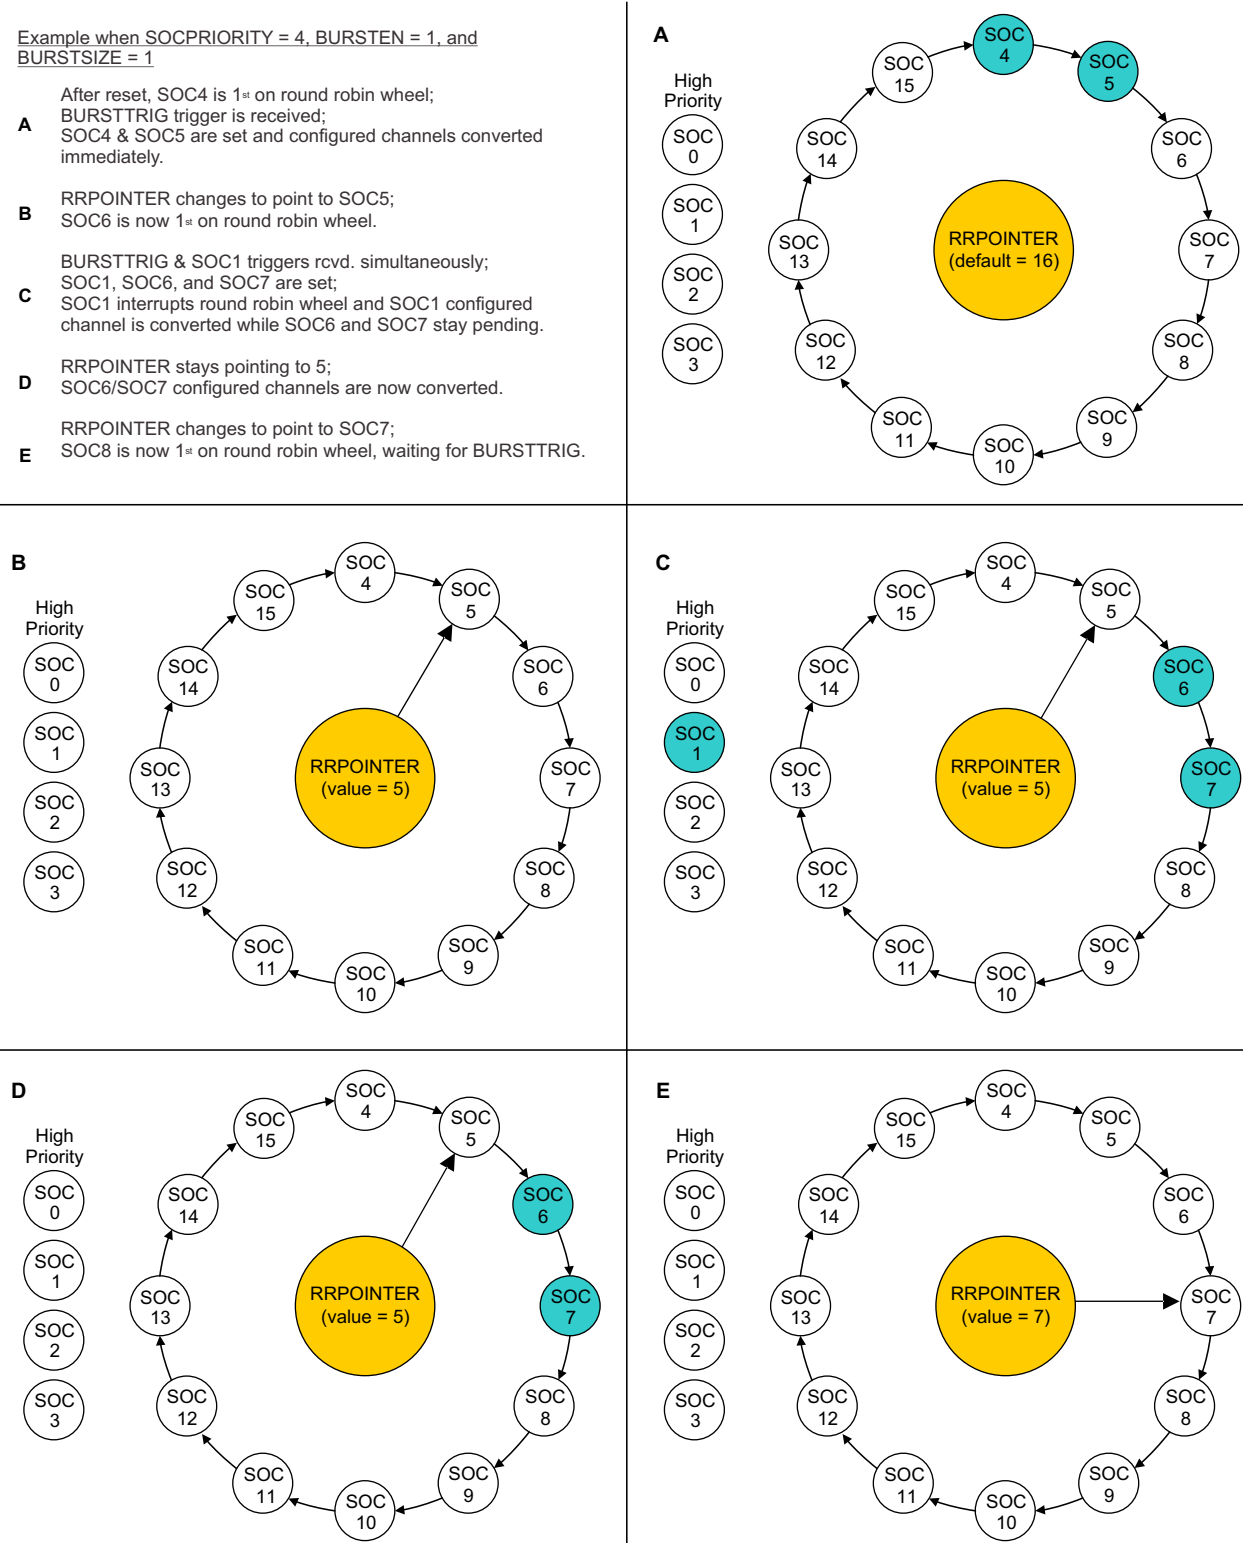 Example when SOCPRIORITY = 4, BURSTEN = 1, and
BURSTSIZE = 1
A
After reset, SOC4 is 1st on round robin wheel;
BURSTTRIG trigger is received;
SOC4 & SOC5 are set and configured channels converted
immediately.
B
RRPOINTER changes to point to SOC5;
SOC6 is now 1st on round robin wheel.
C
BURSTTRIG & SOC1 triggers rcvd. simultaneously;
SOC1, SOC6, and SOC7 are set;
SOC1 interrupts round robin wheel and SOC1 configured
channel is converted while SOC6 and SOC7 stay pending.
D
RRPOINTER stays pointing to 5;
SOC6/SOC7 configured channels are now converted.
E
RRPOINTER changes to point to SOC7;
SOC8 is now 1st on round robin wheel, waiting for BURSTTRIG.
A
High
Priority
SOC
0
SOC
1
SOC
2
SOC
3
SOC
4
SOC
5
SOC
6
SOC
7
SOC
8
SOC
9
SOC
10
SOC
11
SOC
12
SOC
13
SOC
14
SOC
15
RRPOINTER
(default = 16)
B
High
Priority
SOC
0
SOC
1
SOC
2
SOC
3
SOC
4
SOC
5
SOC
6
SOC
7
SOC
8
SOC
9
SOC
10
SOC
11
SOC
12
SOC
13
SOC
14
SOC
15
RRPOINTER
(value = 5)
C
High
Priority
SOC
0
SOC
1
SOC
2
SOC
3
SOC
4
SOC
5
SOC
6
SOC
7
SOC
8
SOC
9
SOC
10
SOC
11
SOC
12
SOC
13
SOC
14
SOC
15
RRPOINTER
(value = 5)
D
High
Priority
SOC
0
SOC
1
SOC
2
SOC
3
SOC
4
SOC
5
SOC
6
SOC
7
SOC
8
SOC
9
SOC
10
SOC
11
SOC
12
SOC
13
SOC
14
SOC
15
RRPOINTER
(value = 5)
E
High
Priority
SOC
0
SOC
1
SOC
2
SOC
3
SOC
4
SOC
5
SOC
6
SOC
7
SOC
8
SOC
9
SOC
10
SOC
11
SOC
12
SOC
13
SOC
14
SOC
15
RRPOINTER
(value = 7)